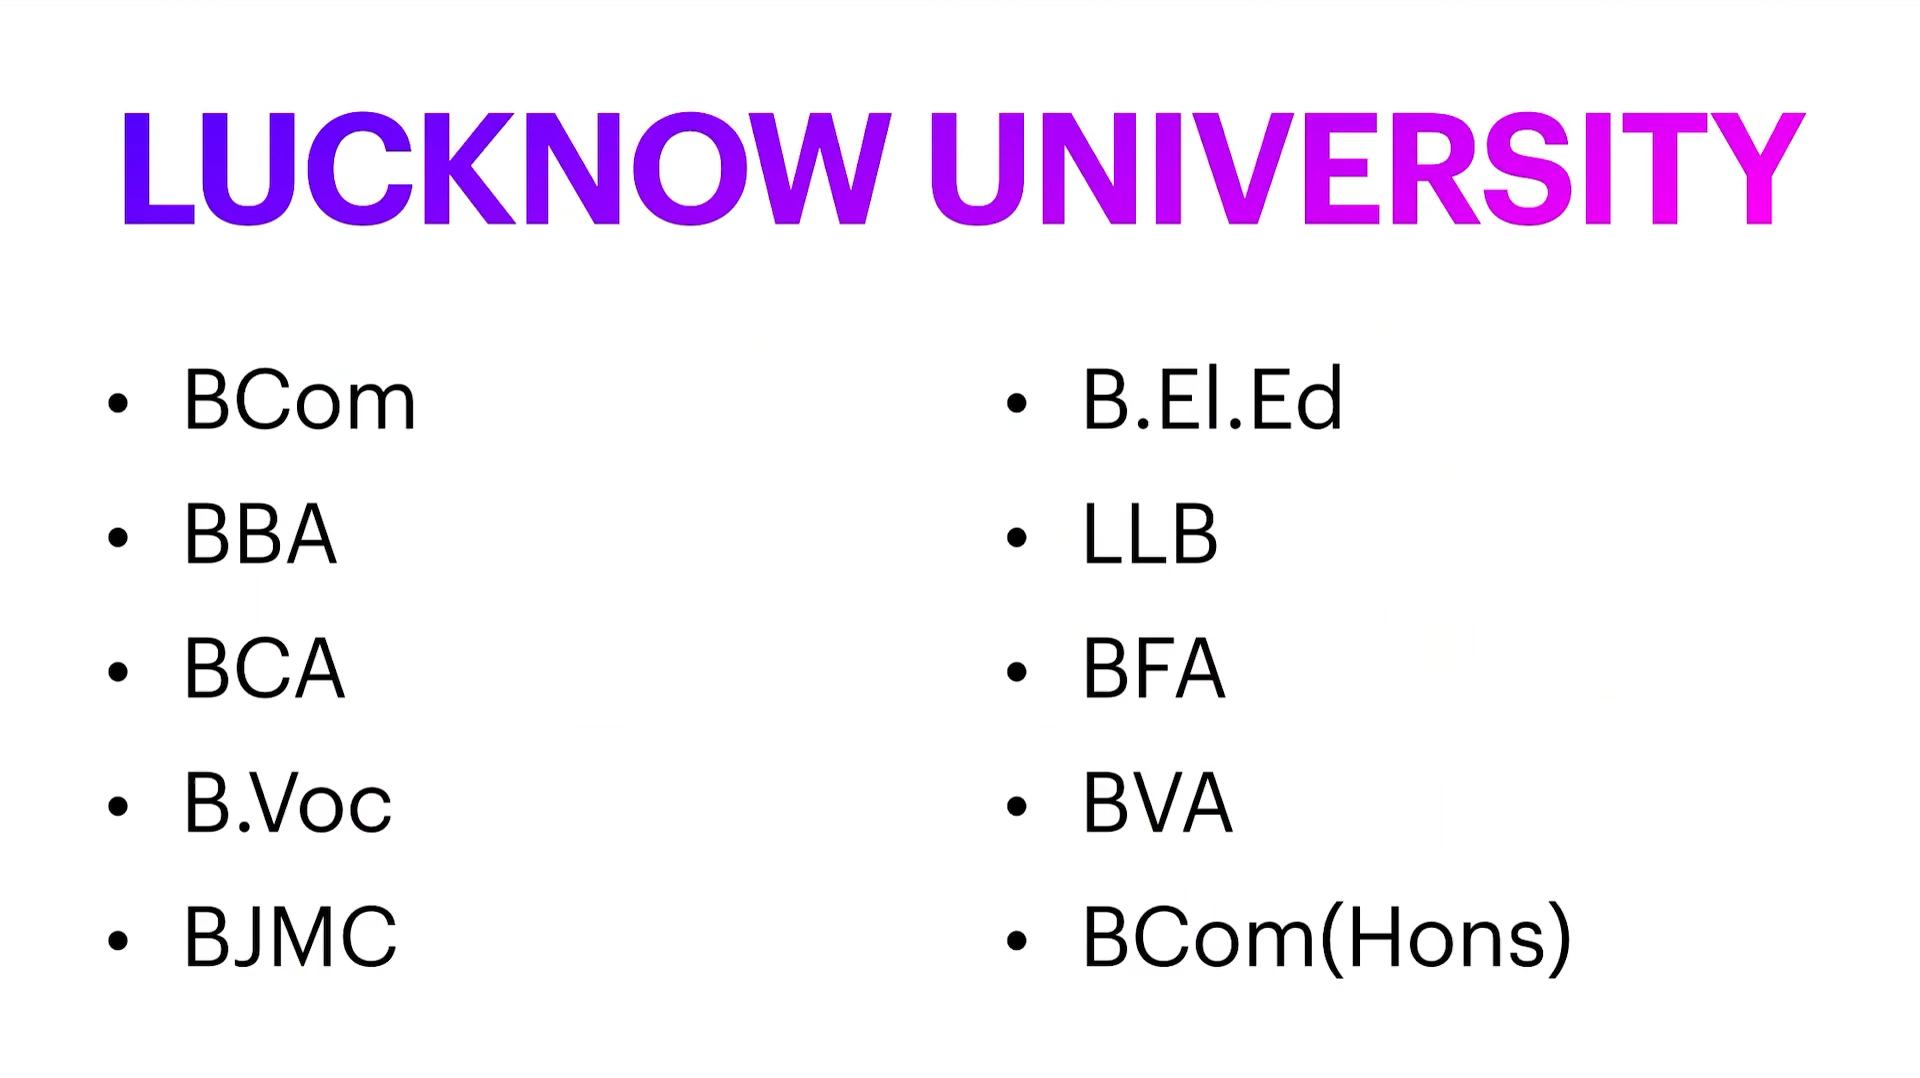 LUCKNOW UNIVERSITY
• BCom
• BBA
• BCA
• B.Voc
• BJMC
• B.El.Ed
• LLB
• BFA
• BVA
• BCom(Hons)